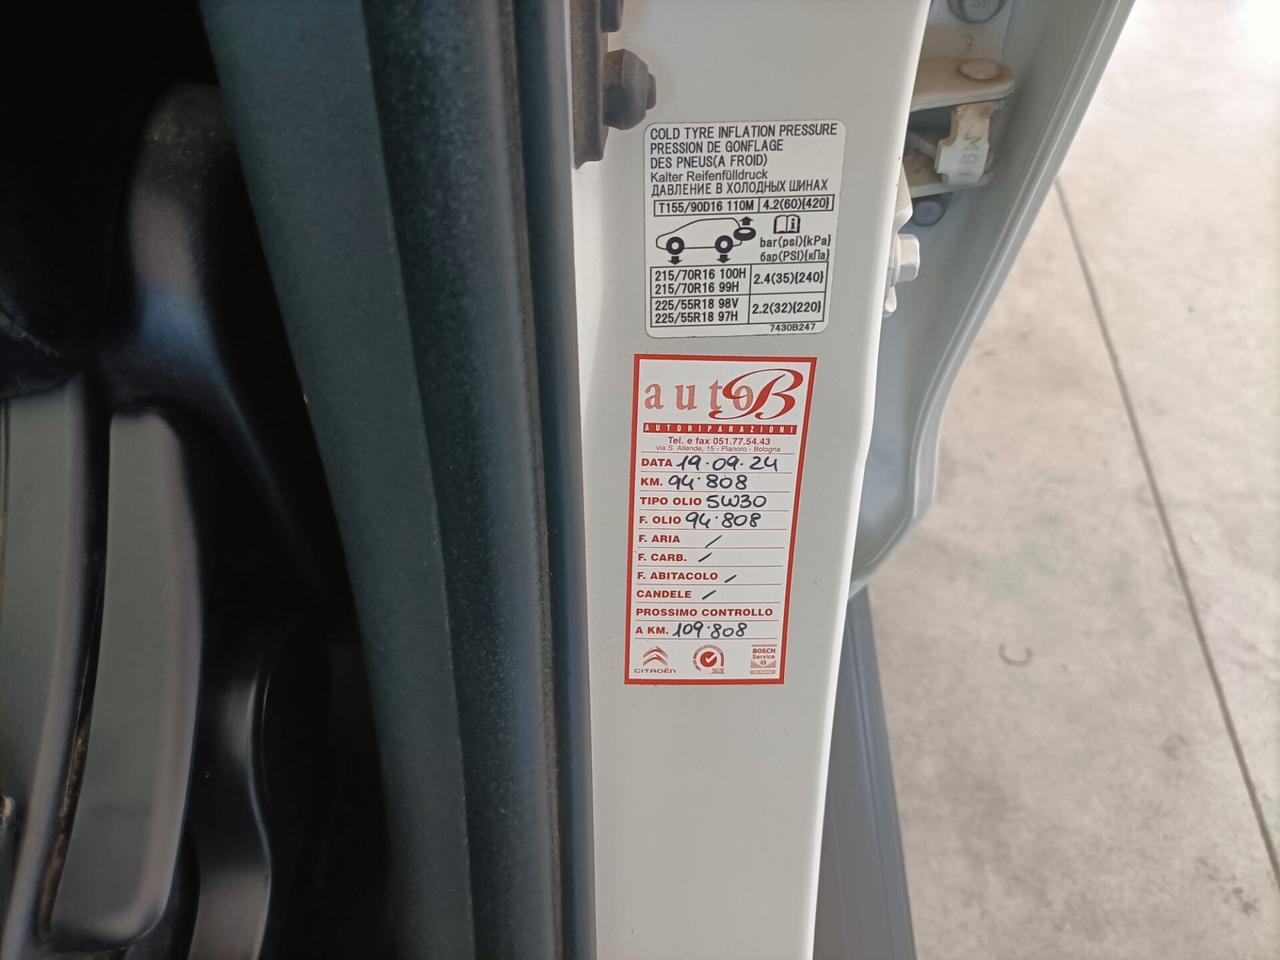 COLD TYRE INFLATION PRESSURE
PRESSION DE GONFLAGE
DES PNEUS(A FROID)
Kalter Reifenfülldruck
ДАВЛЕНИЕ В ХОЛОДНЫХ ШИНАХ
T155/90D16 110M 4.2(60){420}
bar(psi){kPa}
бар(PSI){кПа}
215/70R16 100H 2.4(35){240}
215/70R16 99H
225/55R18 98V 2.2(32){220}
225/55R18 97H
7430B247
M9
autoB
AUTORIPARAZIONI
Tel. e fax 051.77.54.43
via S. Allende, 15 - Pianoro - Bologna
DATA 19.09.24
KM. 94.808
TIPO OLIO 5W30
F. OLIO 94.808
F. ARIA /
F. CARB. /
F. ABITACOLO /
CANDELE /
PROSSIMO CONTROLLO
A KM. 109.808
CITROËN
SGS
BOSCH
Service